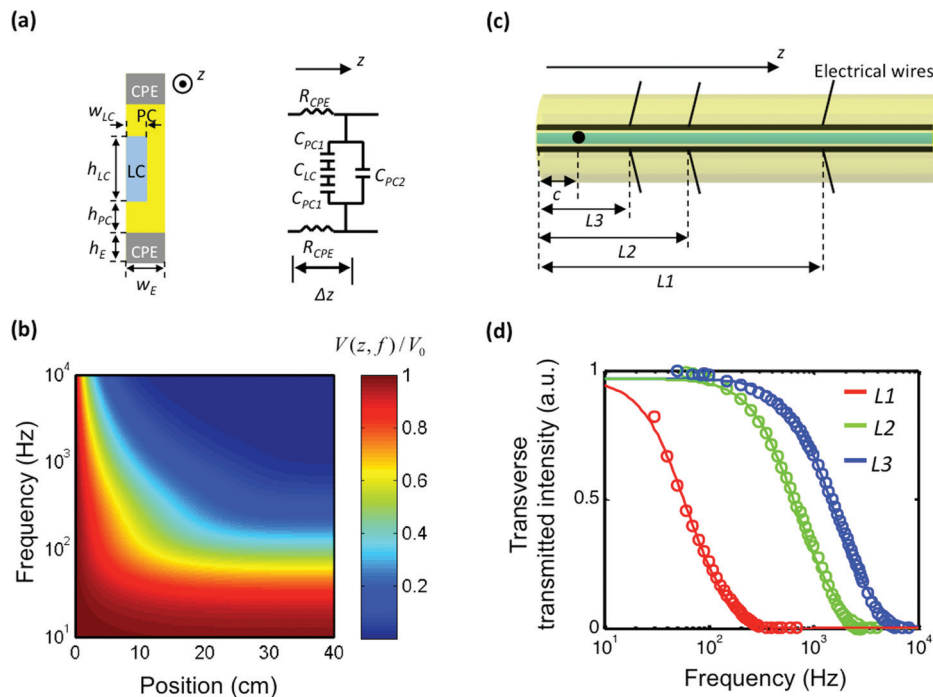 (a)
z
CPE
w_LC
PC
h_LC
LC
h_PC
h_E
CPE
w_E
z
R_CPE
C_PC1
C_LC
C_PC1
C_PC2
R_CPE
Δz
(b)
V(z, f)/V_0
Frequency (Hz)
10^4
10^3
10^2
10^1
0
10
20
30
40
Position (cm)
1
0.8
0.6
0.4
0.2
(c)
z
Electrical wires
c
L3
L2
L1
(d)
Transverse
transmitted intensity (a.u.)
1
0.5
0
10^1
10^2
10^3
10^4
Frequency (Hz)
L1
L2
L3